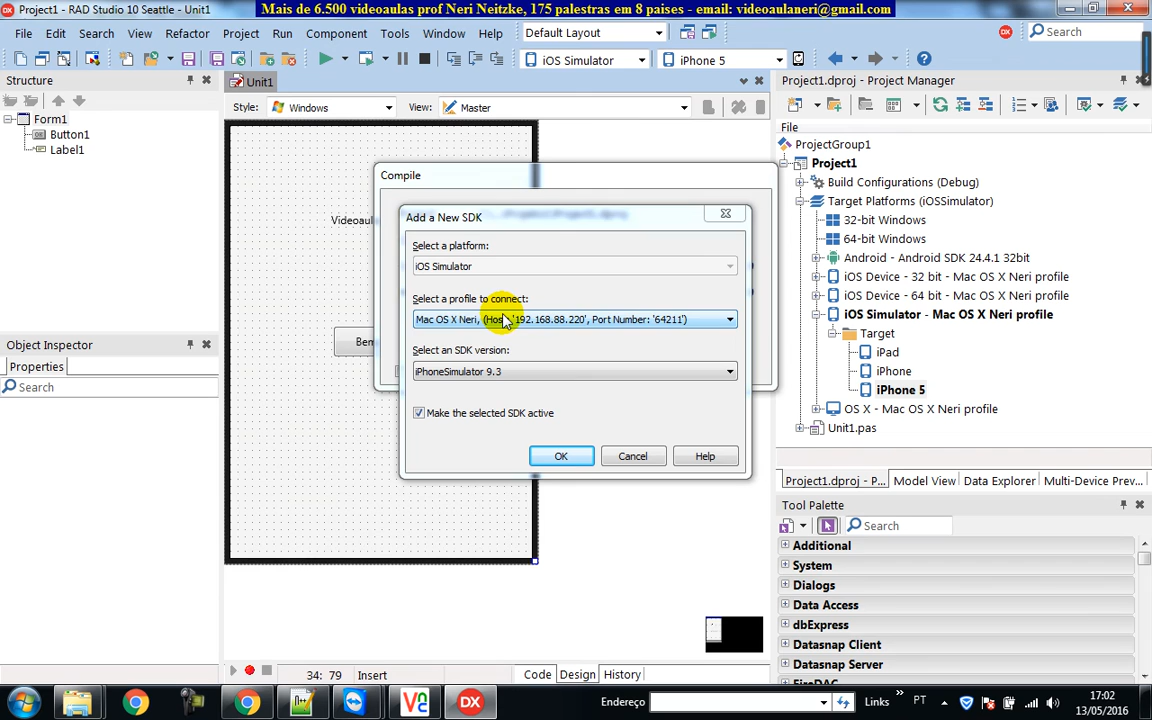 Project1 - RAD Studio 10 Seattle - Unit1
Mais de 6.500 videoaulas prof Neri Neitzke, 175 palestras em 8 paises - email: videoaulaneri@gmail.com
File Edit Search View Refactor Project Run Component Tools Window Help
Default Layout
Search
iOS Simulator
iPhone 5
Structure
Unit1
Project1.dproj - Project Manager
Style: Windows
View: Master
Form1
Button1
Label1
Videoaul
Ben
Compile
Add a New SDK
Select a platform:
iOS Simulator
Select a profile to connect:
Mac OS X Neri, (Hos '192.168.88.220', Port Number: '64211')
Select an SDK version:
iPhoneSimulator 9.3
Make the selected SDK active
OK
Cancel
Help
File
ProjectGroup1
Project1
Build Configurations (Debug)
Target Platforms (iOSSimulator)
32-bit Windows
64-bit Windows
Android - Android SDK 24.4.1 32bit
iOS Device - 32 bit - Mac OS X Neri profile
iOS Device - 64 bit - Mac OS X Neri profile
iOS Simulator - Mac OS X Neri profile
Target
iPad
iPhone
iPhone 5
OS X - Mac OS X Neri profile
Unit1.pas
Object Inspector
Properties
Search
Project1.dproj - P...
Model View
Data Explorer
Multi-Device Prev...
Tool Palette
Search
Additional
System
Dialogs
Data Access
dbExpress
Datasnap Client
Datasnap Server
FireDAC
34: 79
Insert
Code
Design
History
DX
Endereço
Links
»
PT
17:02
13/05/2016